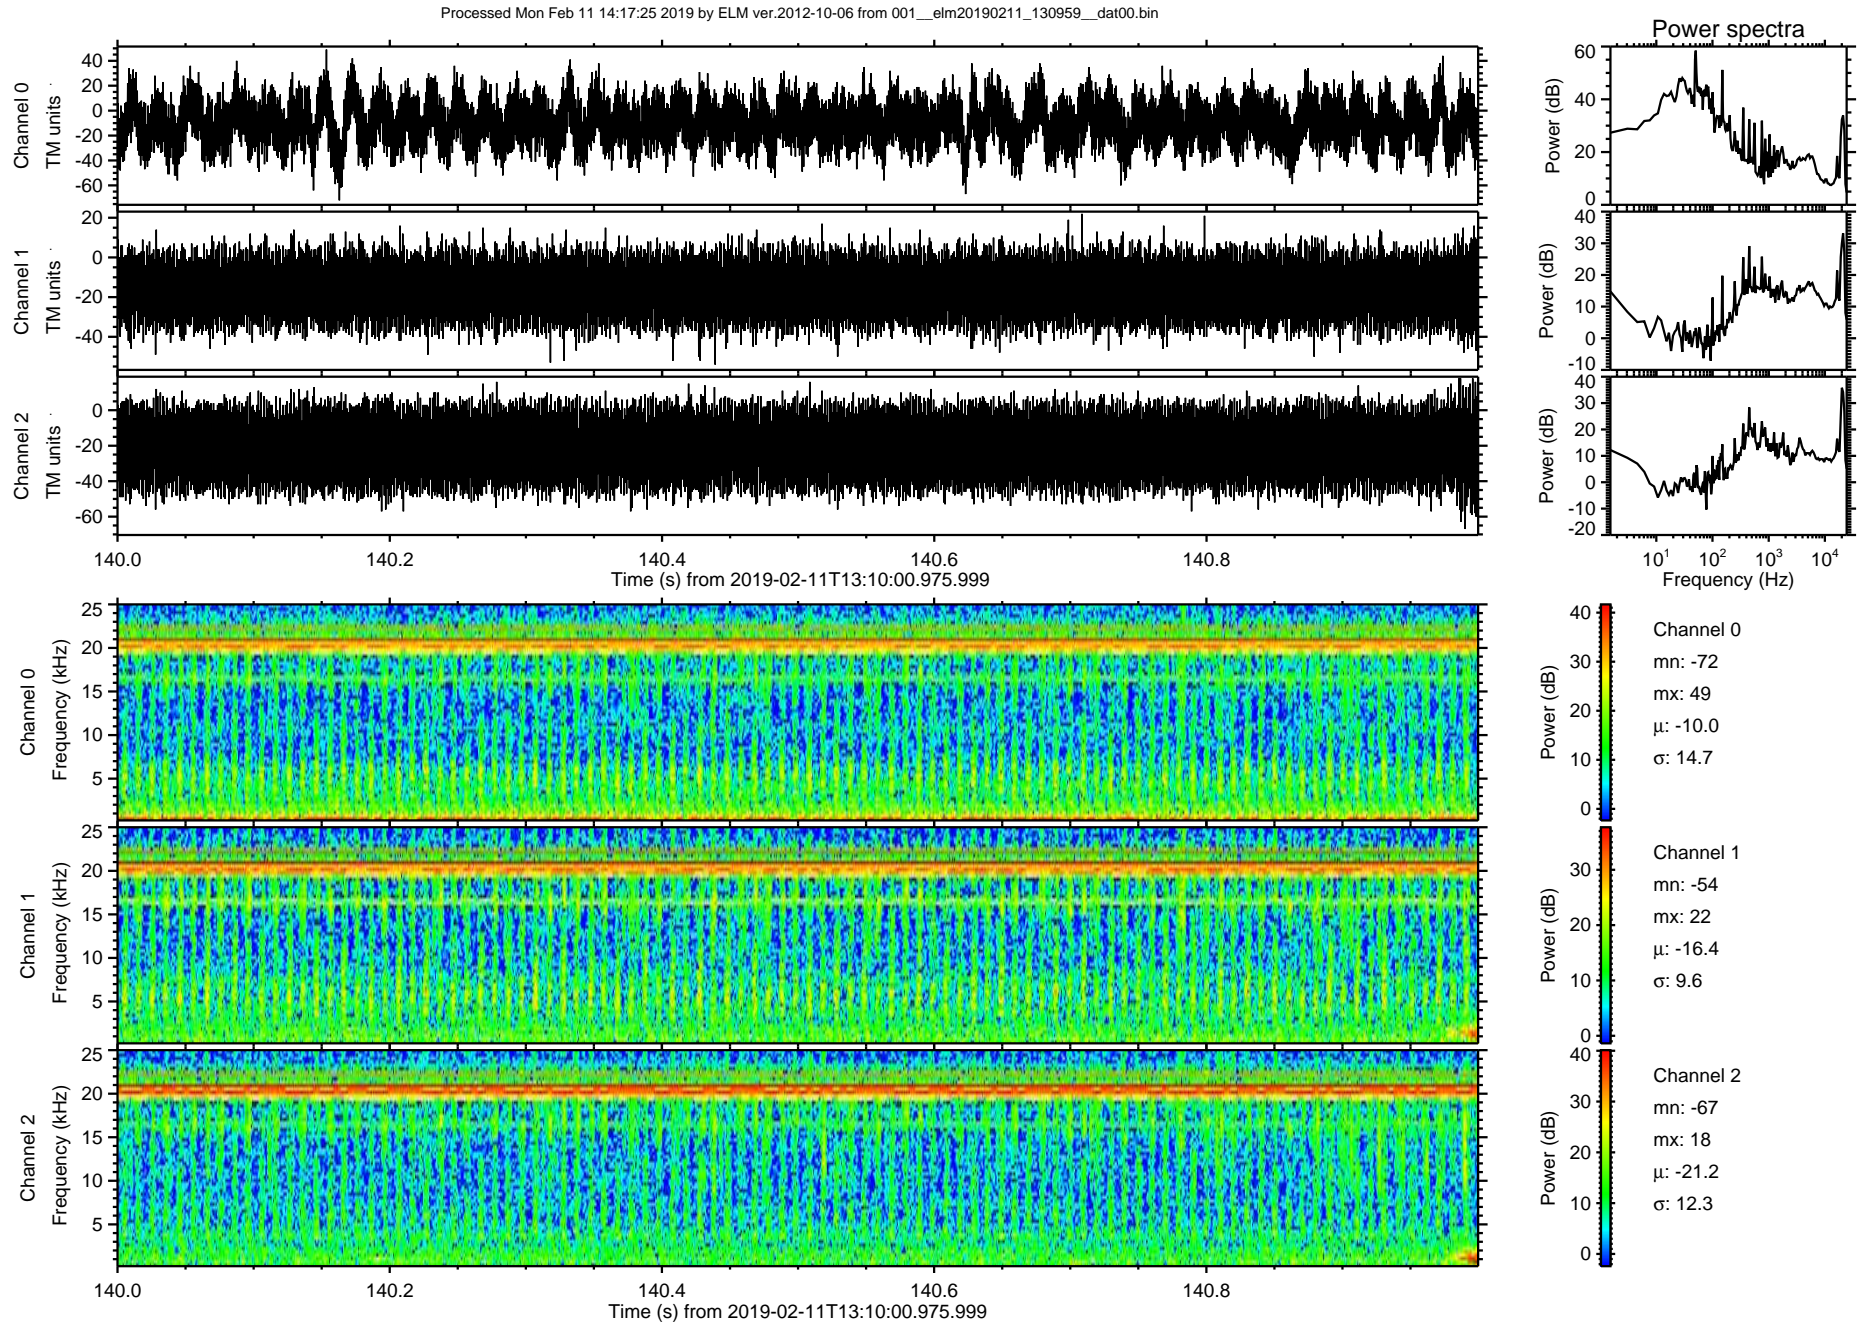 Processed Mon Feb 11 14:17:25 2019 by ELM ver.2012-10-06 from 001__elm20190211_130959__dat00.bin
Power spectra
Channel 0
TM units
40
20
0
-20
-40
-60
Power (dB)
60
40
20
0
Channel 1
TM units
20
0
-20
-40
Power (dB)
40
30
20
10
0
-10
Channel 2
TM units
0
-20
-40
-60
Power (dB)
40
30
20
10
0
-10
-20
140.0 140.2 140.4 140.6 140.8
Time (s) from 2019-02-11T13:10:00.975.999
10¹ 10² 10³ 10⁴
Frequency (Hz)
Channel 0
Frequency (kHz)
25
20
15
10
5
Power (dB)
40
30
20
10
0
Channel 0
mn: -72
mx: 49
μ: -10.0
σ: 14.7
Channel 1
Frequency (kHz)
25
20
15
10
5
Power (dB)
30
20
10
0
Channel 1
mn: -54
mx: 22
μ: -16.4
σ: 9.6
Channel 2
Frequency (kHz)
25
20
15
10
5
Power (dB)
40
30
20
10
0
Channel 2
mn: -67
mx: 18
μ: -21.2
σ: 12.3
140.0 140.2 140.4 140.6 140.8
Time (s) from 2019-02-11T13:10:00.975.999